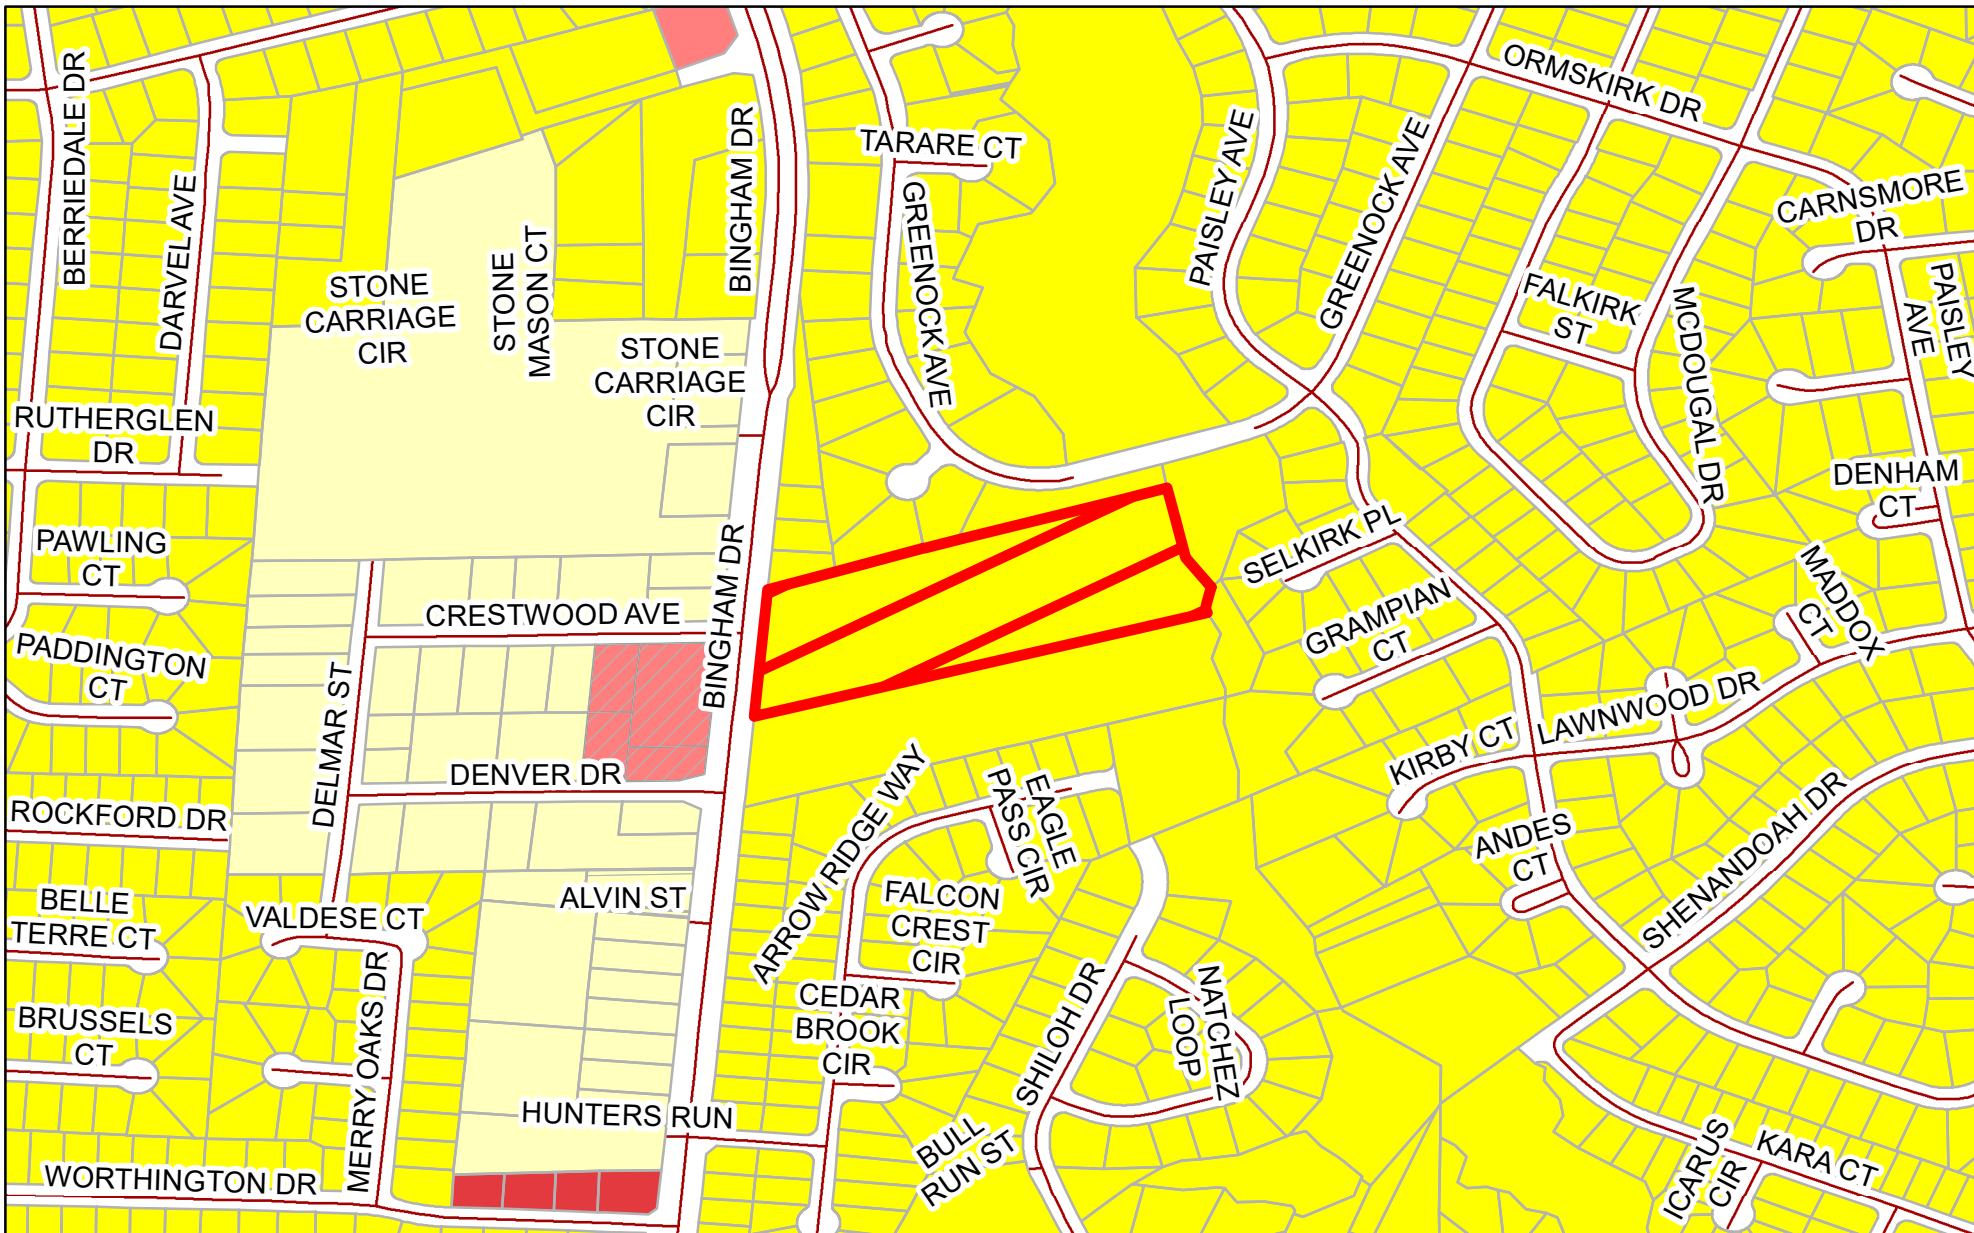 BERRIEDALE DR
DARVEL AVE
STONE
CARRIAGE
CIR
STONE
MASON CT
BINGHAM DR
STONE
CARRIAGE
CIR
TARARE CT
GREENOCK AVE
PAISLEY AVE
GREENOCK AVE
ORMSKIRK DR
CARNSMORE
DR
FALKIRK
ST
MCDOUGAL DR
PAISLEY
AVE
RUTHERGLEN
DR
DENHAM
CT
PAWLING
CT
PADDINGTON
CT
CRESTWOOD AVE
BINGHAM DR
DELMAR ST
DENVER DR
SELKIRK PL
GRAMPIAN
CT
MADDOX
CT
LAWNWOOD DR
KIRBY CT
ROCKFORD DR
ARROW RIDGE WAY
EAGLE
PASS CIR
ANDES
CT
SHENANDOAH DR
BELLE
TERRE CT
VALDESE CT
ALVIN ST
FALCON
CREST
CIR
MERRY OAKS DR
BRUSSELS
CT
CEDAR
BROOK
CIR
SHILOH DR
NATCHEZ
LOOP
HUNTERS RUN
BULL
RUN ST
WORTHINGTON DR
ICARUS
CIR
KARA CT